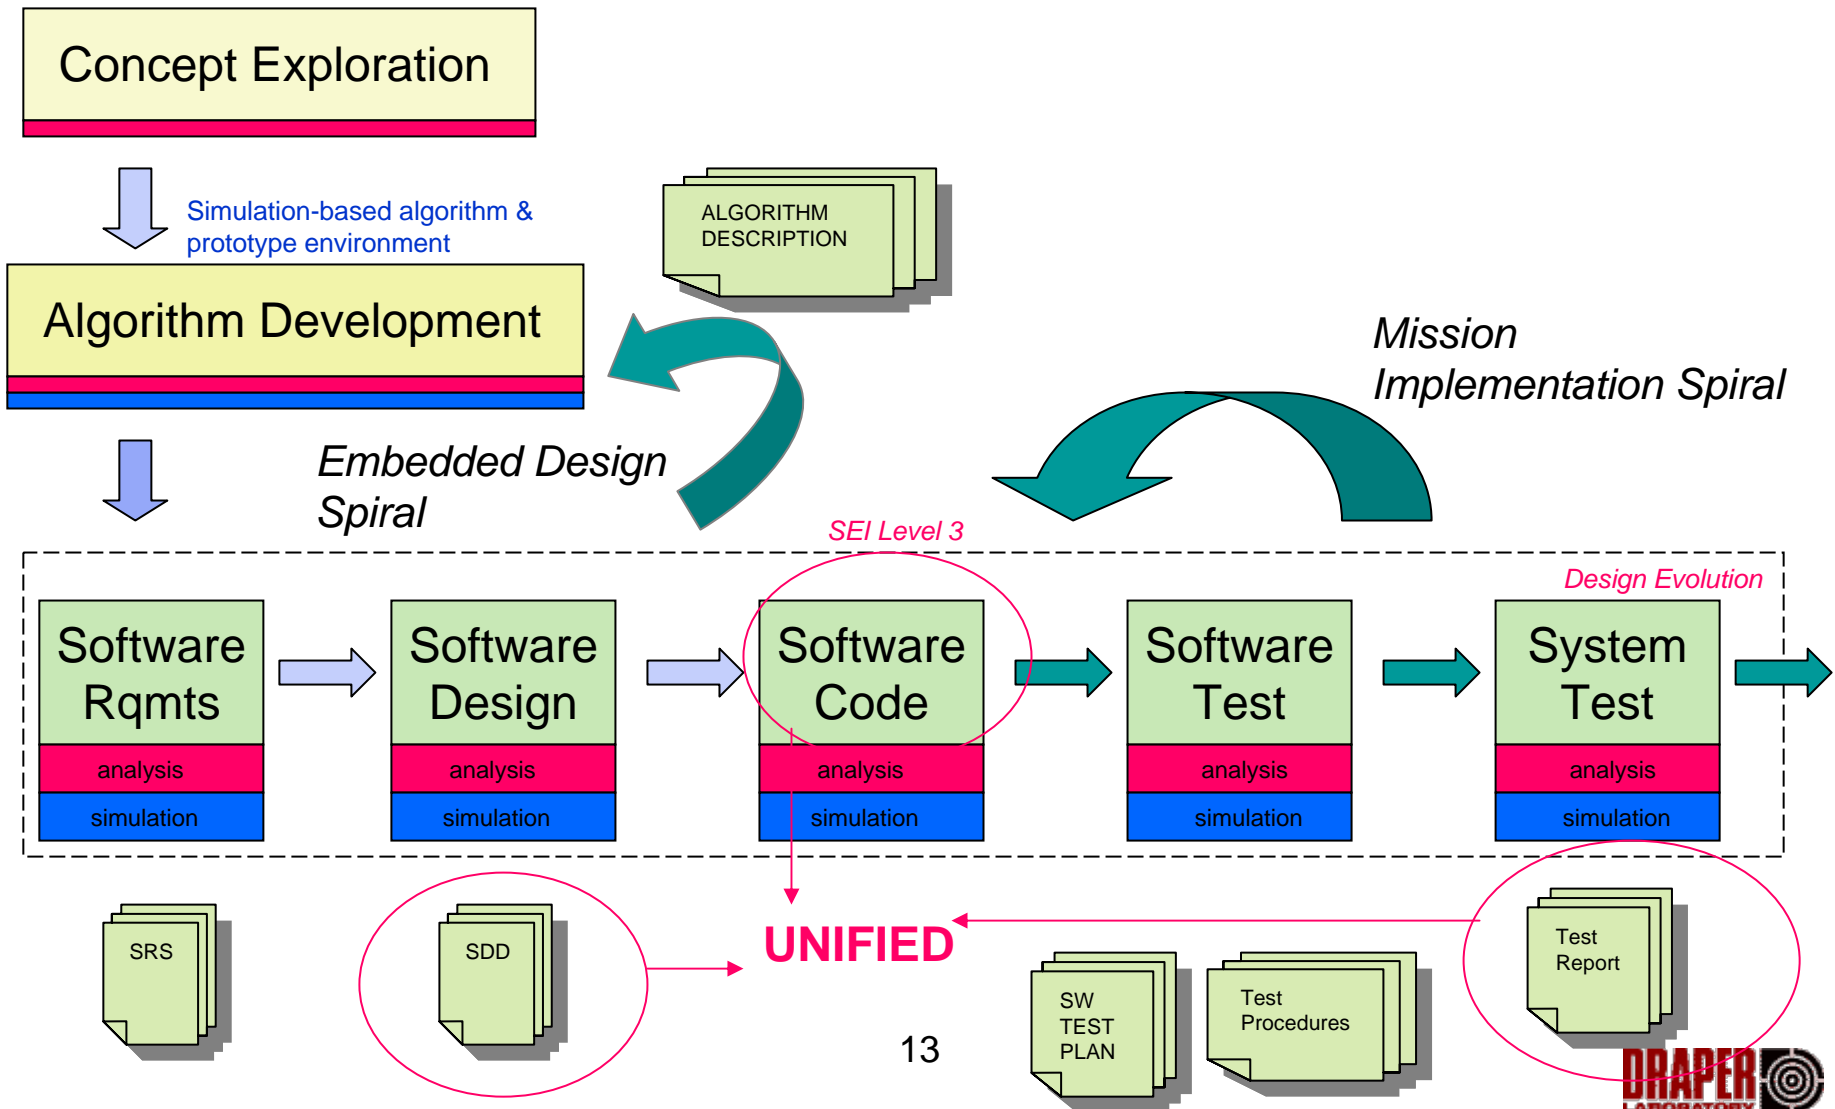 Concept Exploration
Simulation-based algorithm &
prototype environment
ALGORITHM
DESCRIPTION
Algorithm Development
Mission
Implementation Spiral
Embedded Design
Spiral
SEI Level 3
Design Evolution
Software
Rqmts
analysis
simulation
Software
Design
analysis
simulation
Software
Code
analysis
simulation
Software
Test
analysis
simulation
System
Test
analysis
simulation
SRS
SDD
UNIFIED
SW
TEST
PLAN
Test
Procedures
Test
Report
13
DRAPER
LABORATORY